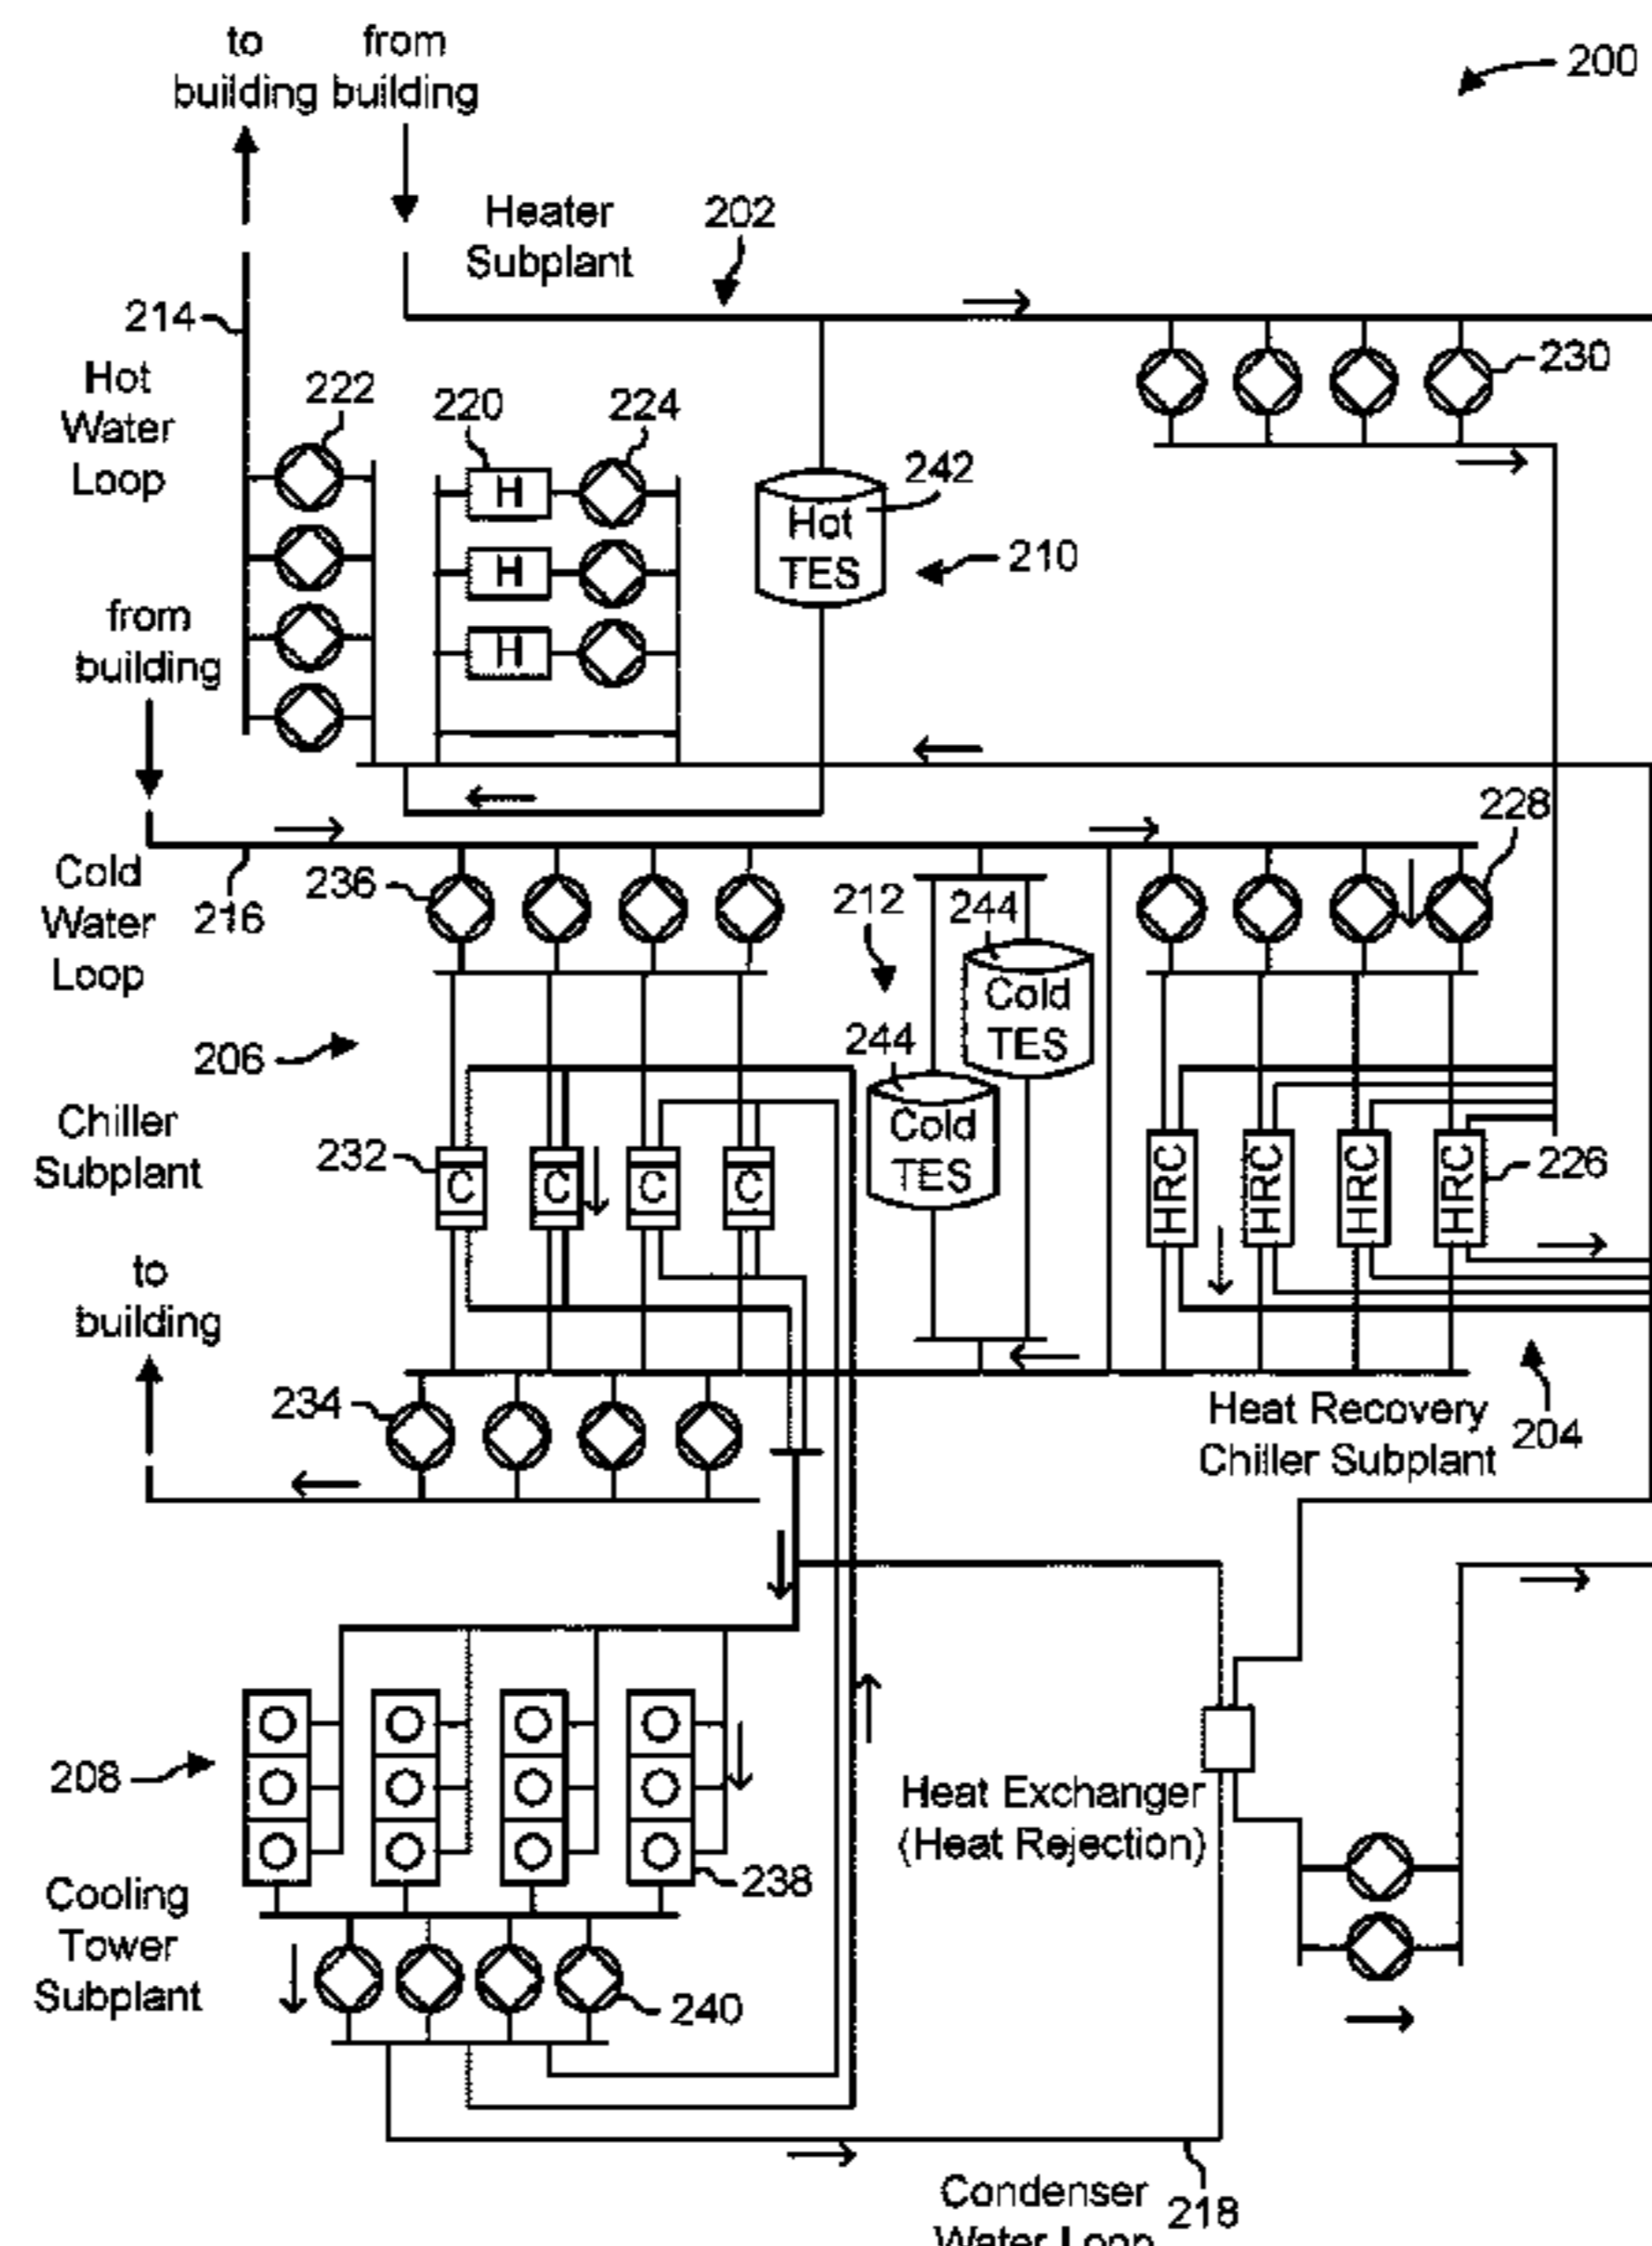 to from
building building
200
Heater
Subplant
202
214
Hot
Water
Loop
222
220
224
230
H
H
H
Hot
TES
242
210
from
building
228
Cold
Water
Loop
216
236
212
244
Cold
TES
244
Cold
TES
206
Chiller
Subplant
232
C
C
C
C
HRC
HRC
HRC
HRC
226
to
building
234
Heat Recovery
Chiller Subplant
204
208
Heat Exchanger
(Heat Rejection)
238
Cooling
Tower
Subplant
240
Condenser
Water Loop
218